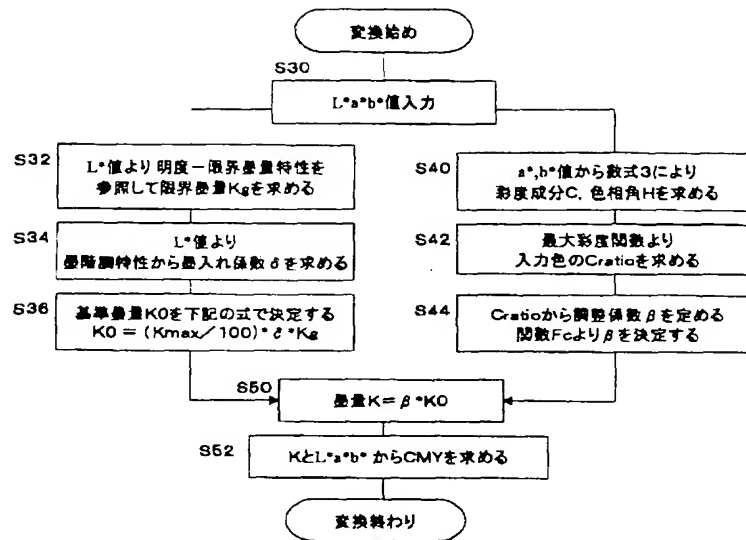 変換始め
S30
L*a*b*値入力
S32
L*値より明度－限界墨量特性を
参照して限界墨量Kgを求める
S34
L*値より
墨階調特性から墨入れ係数δを求める
S36
基準墨量K0を下記の式で決定する
K0＝(Kmax／100)*δ*Kg
S40
a*,b*値から数式3により
彩度成分C, 色相角Hを求める
S42
最大彩度関数より
入力色のCratioを求める
S44
Cratioから調整係数βを定める
関数Fcよりβを決定する
S50
墨量K＝β*K0
S52
KとL*a*b*からCMYを求める
変換終わり